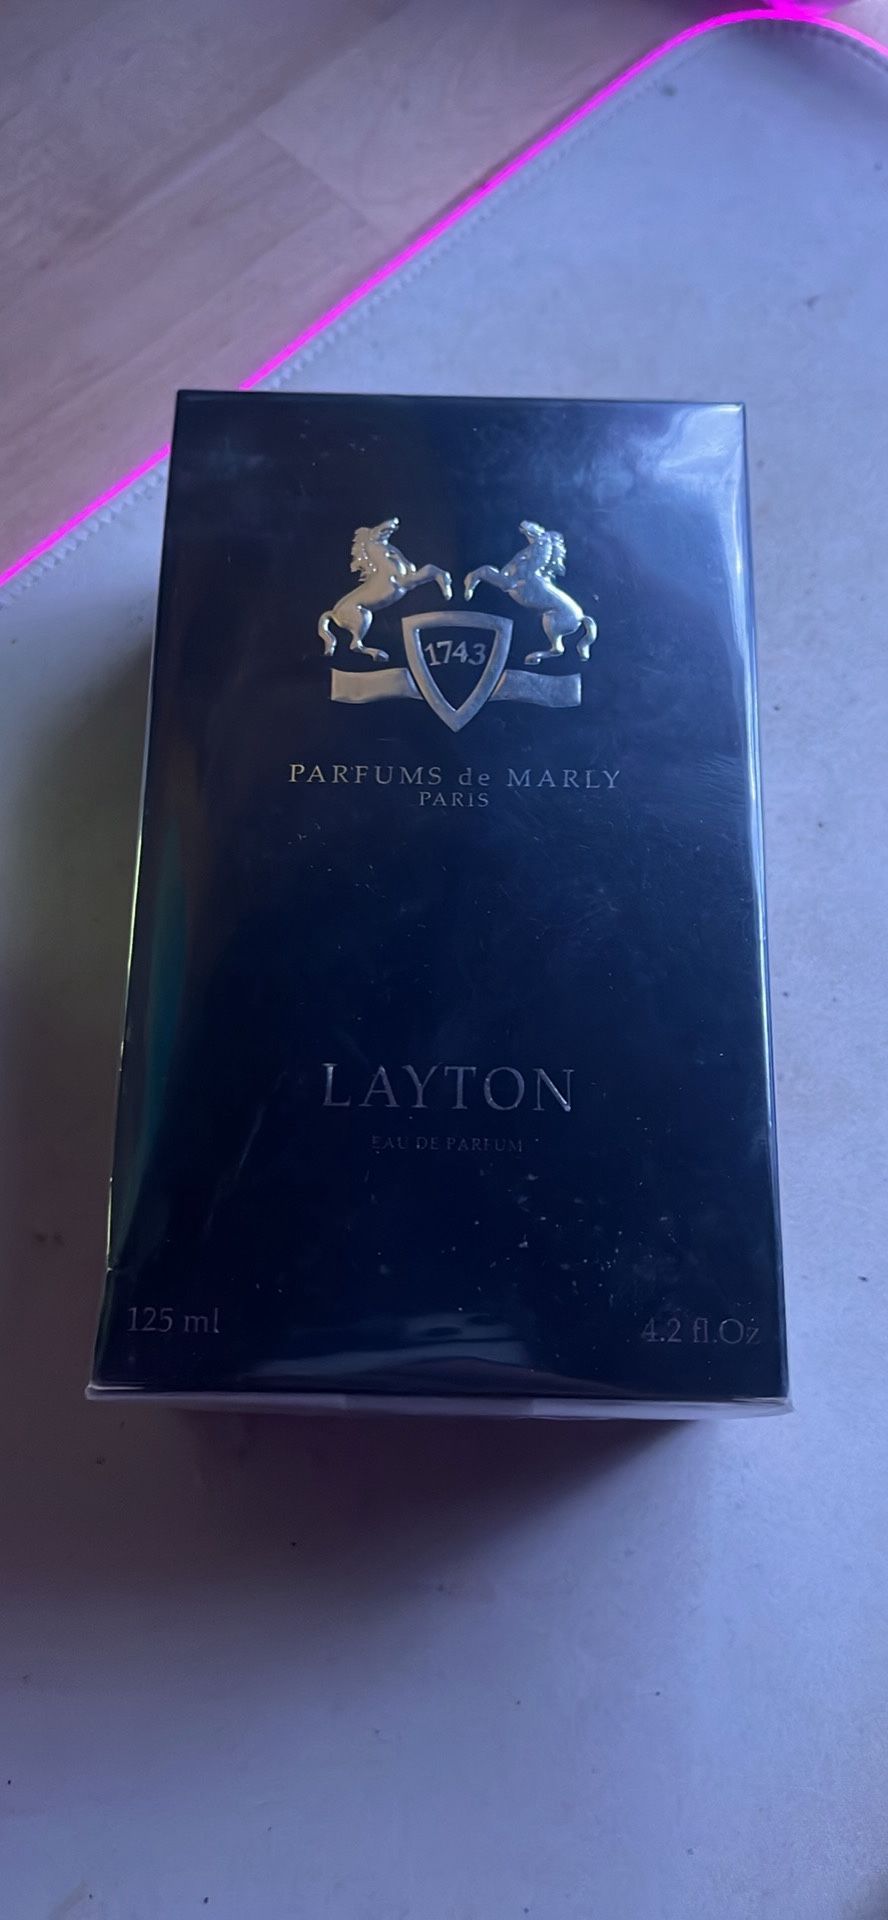 1743
PARFUMS de MARLY
PARIS
LAYTON
EAU DE PARFUM
125 ml
4.2 fl.Oz